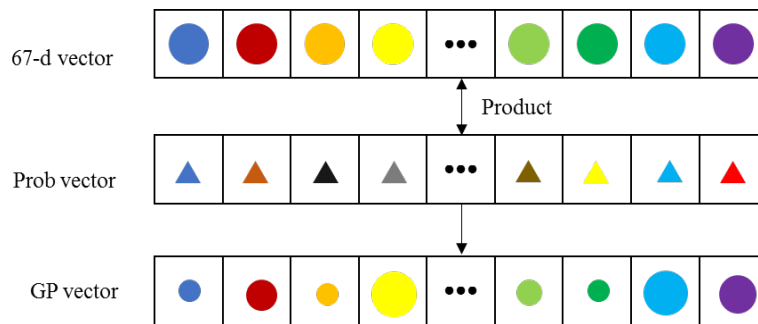 67-d vector
•••
Product
Prob vector
•••
GP vector
•••